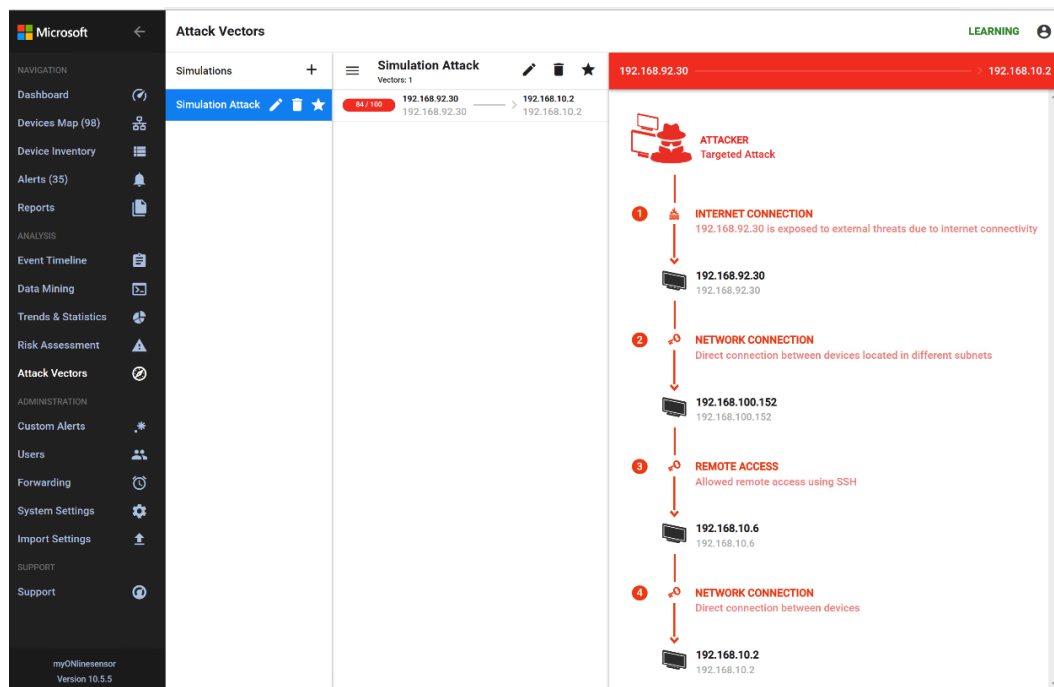 Microsoft
NAVIGATION
Dashboard
Devices Map (98)
Device Inventory
Alerts (35)
Reports
ANALYSIS
Event Timeline
Data Mining
Trends & Statistics
Risk Assessment
Attack Vectors
ADMINISTRATION
Custom Alerts
Users
Forwarding
System Settings
Import Settings
SUPPORT
Support
myONlinesensor
Version 10.5.5
Attack Vectors
LEARNING
Simulations
Simulation Attack
Simulation Attack
Vectors: 1
84 / 100
192.168.92.30
192.168.92.30
192.168.10.2
192.168.10.2
192.168.92.30
192.168.10.2
ATTACKER
Targeted Attack
1
INTERNET CONNECTION
192.168.92.30 is exposed to external threats due to internet connectivity
192.168.92.30
192.168.92.30
2
NETWORK CONNECTION
Direct connection between devices located in different subnets
192.168.100.152
192.168.100.152
3
REMOTE ACCESS
Allowed remote access using SSH
192.168.10.6
192.168.10.6
4
NETWORK CONNECTION
Direct connection between devices
192.168.10.2
192.168.10.2